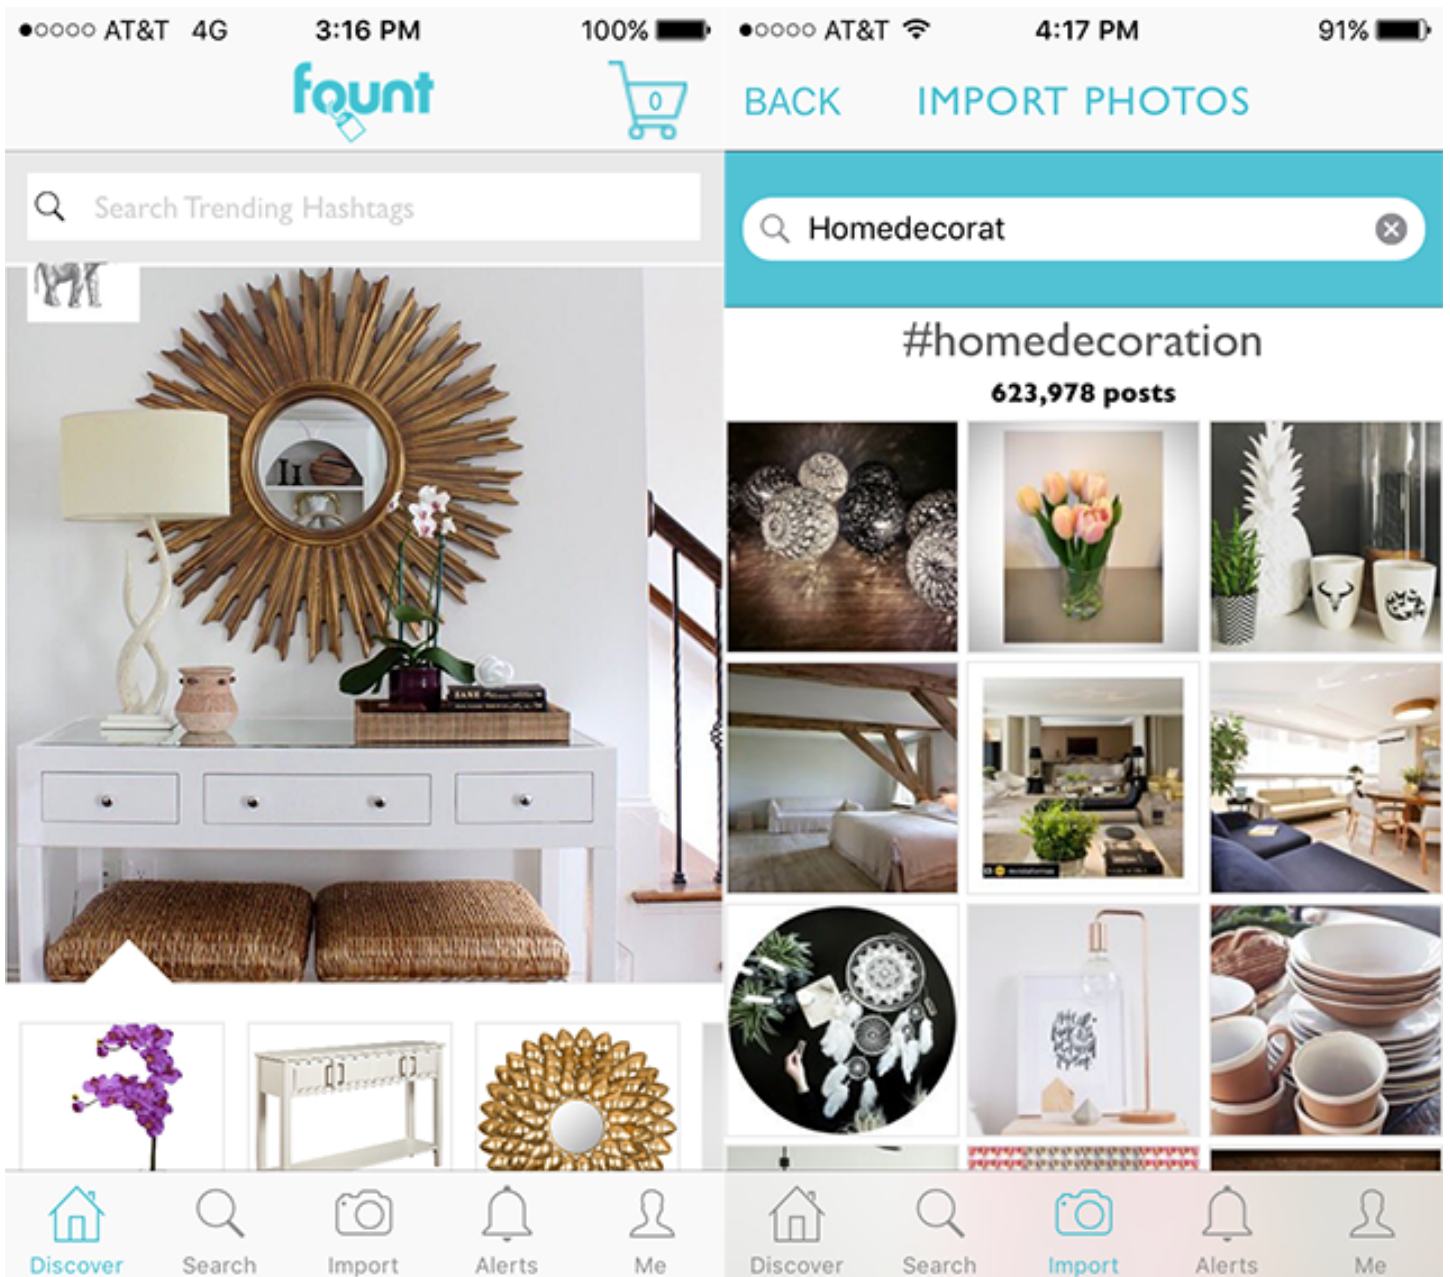 AT&T 4G 3:16 PM 100%
fount
0
Search Trending Hashtags
Discover Search Import Alerts Me
AT&T 4:17 PM 91%
BACK IMPORT PHOTOS
Homedecorat
#homedecoration
623,978 posts
Discover Search Import Alerts Me